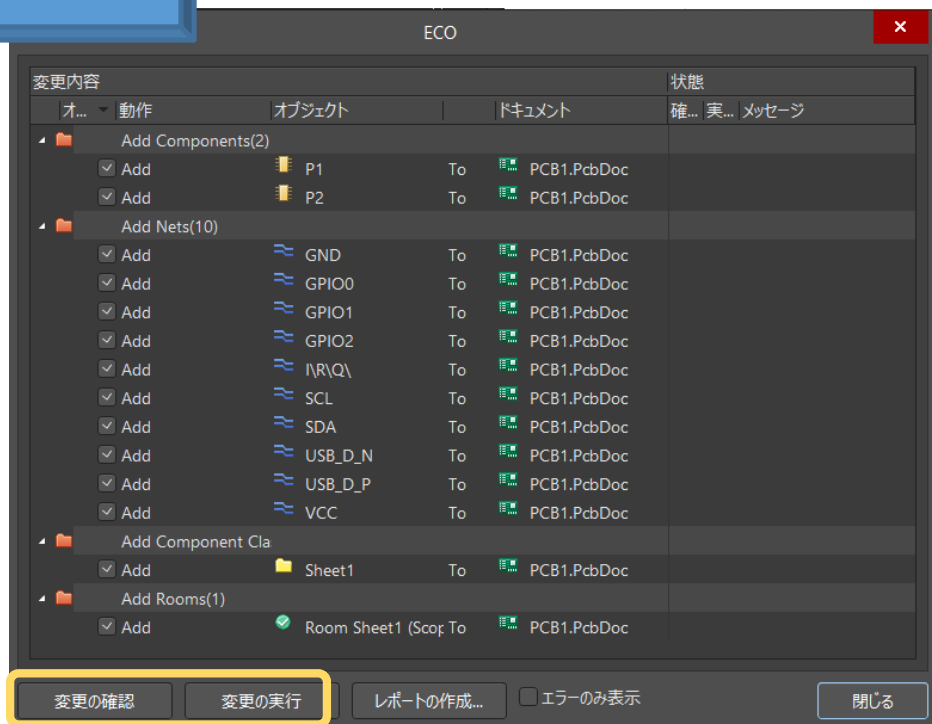 ECO
変更内容 状態
オ... 動作 オブジェクト ドキュメント 確... 実... メッセージ
Add Components(2)
Add P1 To PCB1.PcbDoc
Add P2 To PCB1.PcbDoc
Add Nets(10)
Add GND To PCB1.PcbDoc
Add GPIO0 To PCB1.PcbDoc
Add GPIO1 To PCB1.PcbDoc
Add GPIO2 To PCB1.PcbDoc
Add I\R\Q\ To PCB1.PcbDoc
Add SCL To PCB1.PcbDoc
Add SDA To PCB1.PcbDoc
Add USB_D_N To PCB1.PcbDoc
Add USB_D_P To PCB1.PcbDoc
Add VCC To PCB1.PcbDoc
Add Component Cla
Add Sheet1 To PCB1.PcbDoc
Add Rooms(1)
Add Room Sheet1 (Scop To PCB1.PcbDoc
変更の確認 変更の実行 レポートの作成... エラーのみ表示 閉じる